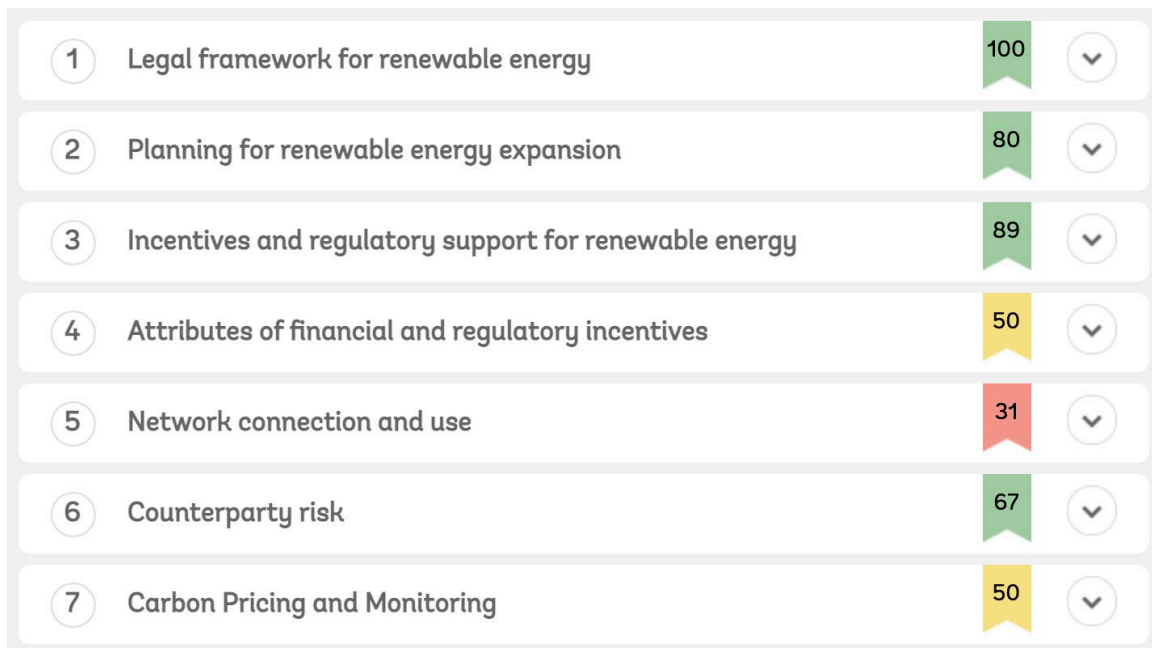 1 Legal framework for renewable energy 100
2 Planning for renewable energy expansion 80
3 Incentives and regulatory support for renewable energy 89
4 Attributes of financial and regulatory incentives 50
5 Network connection and use 31
6 Counterparty risk 67
7 Carbon Pricing and Monitoring 50